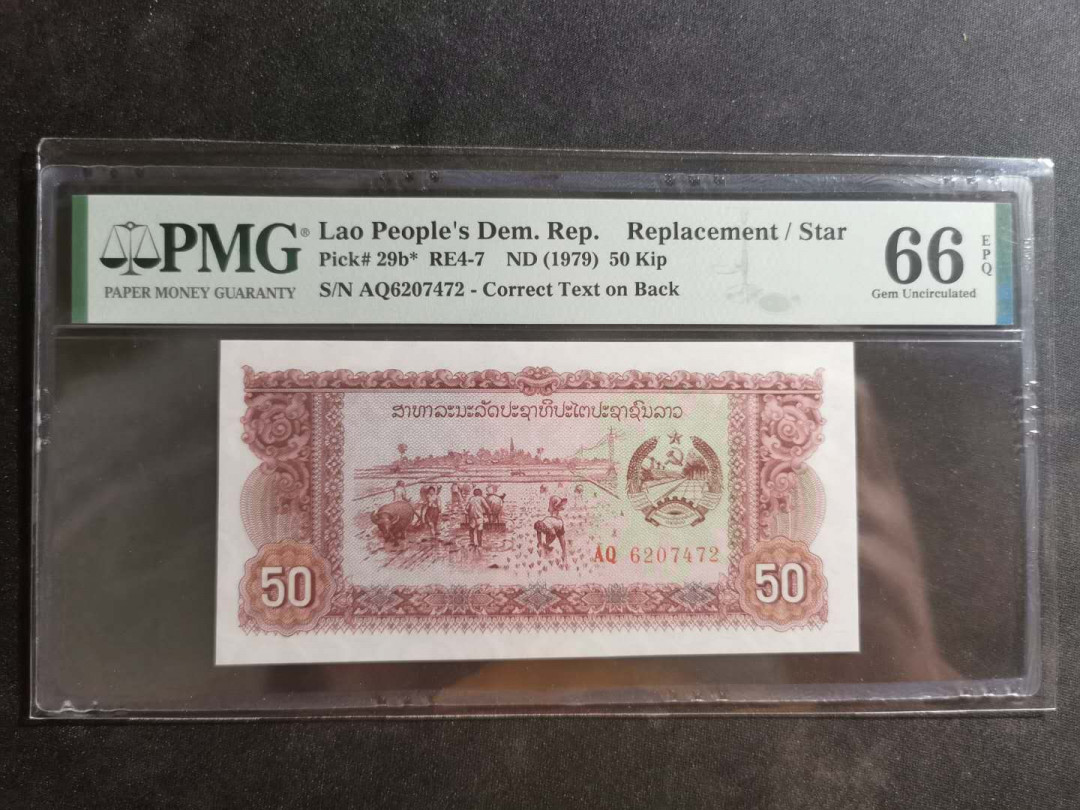 PMG®
PAPER MONEY GUARANTY
Lao People's Dem. Rep. Replacement / Star
Pick# 29b* RE4-7 ND (1979) 50 Kip
S/N AQ6207472 - Correct Text on Back
66 EPQ
Gem Uncirculated
ສາທາລະນະລັດປະຊາທິປະໄຕປະຊາຊົນລາວ
AQ 6207472
50
50